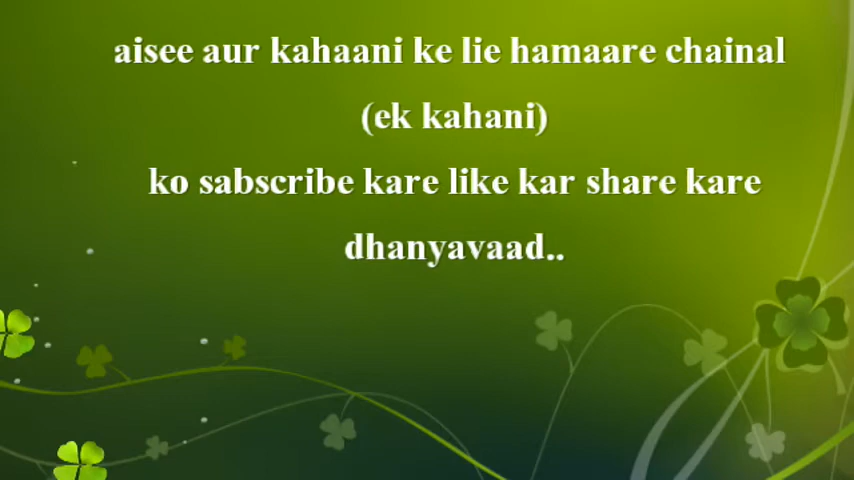 aisee aur kahaani ke lie hamaare chainal
(ek kahani)
ko sabscribe kare like kar share kare
dhanyavaad..